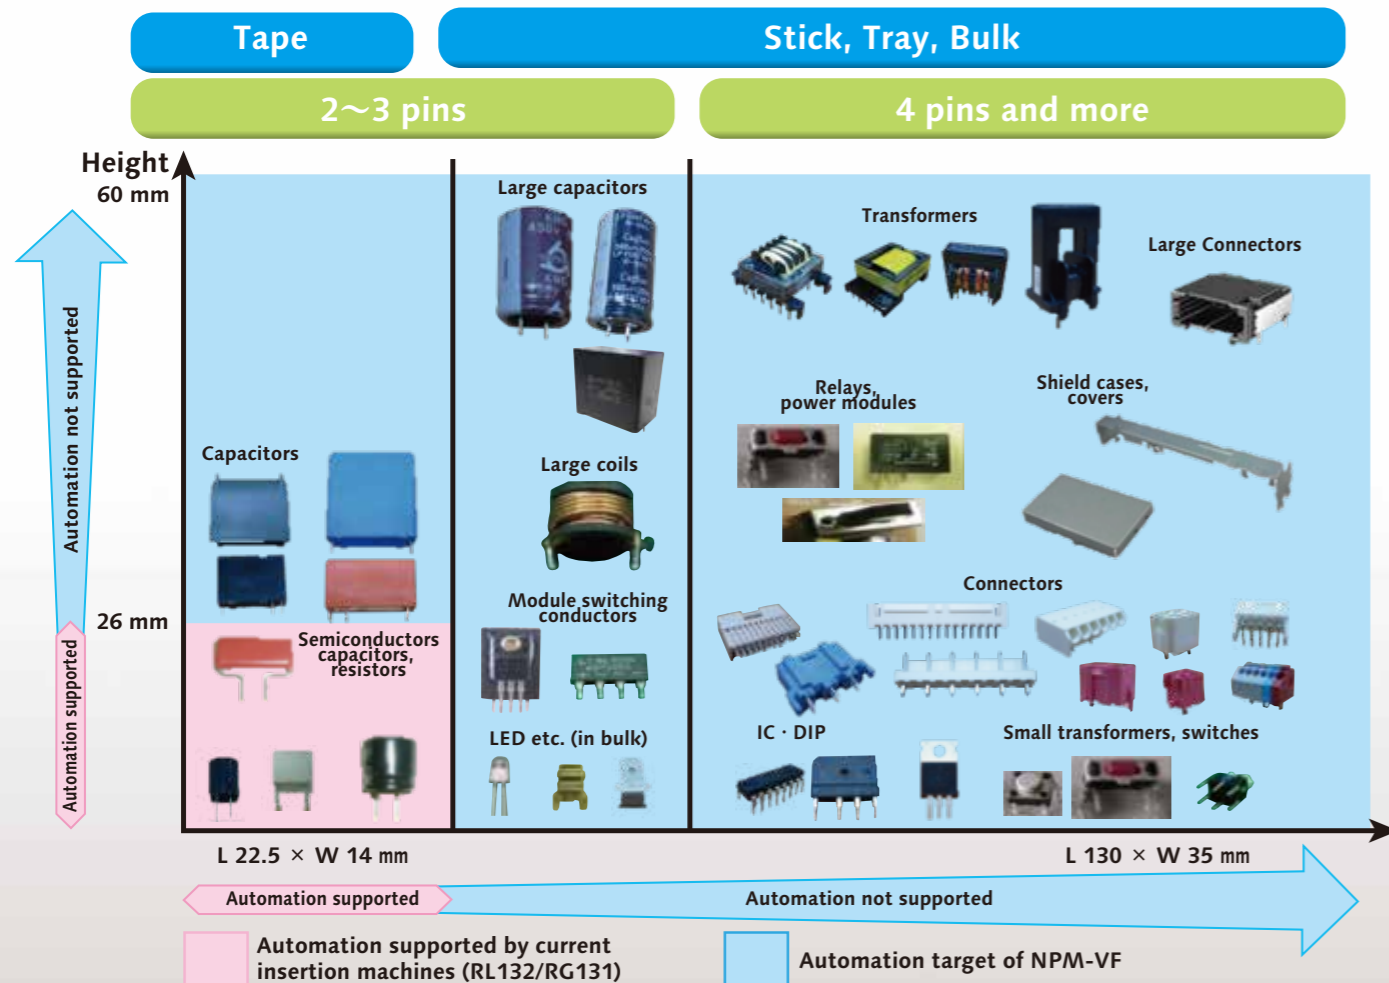 Tape
Stick, Tray, Bulk
2～3 pins
4 pins and more
Height
60 mm
Large capacitors
Transformers
Large Connectors
Automation not supported
Relays,
power modules
Shield cases,
covers
Capacitors
Large coils
Connectors
26 mm
Module switching
conductors
Semiconductors
capacitors,
resistors
Automation supported
LED etc. (in bulk)
IC · DIP
Small transformers, switches
L 22.5 × W 14 mm
L 130 × W 35 mm
Automation supported
Automation not supported
Automation supported by current
insertion machines (RL132/RG131)
Automation target of NPM-VF